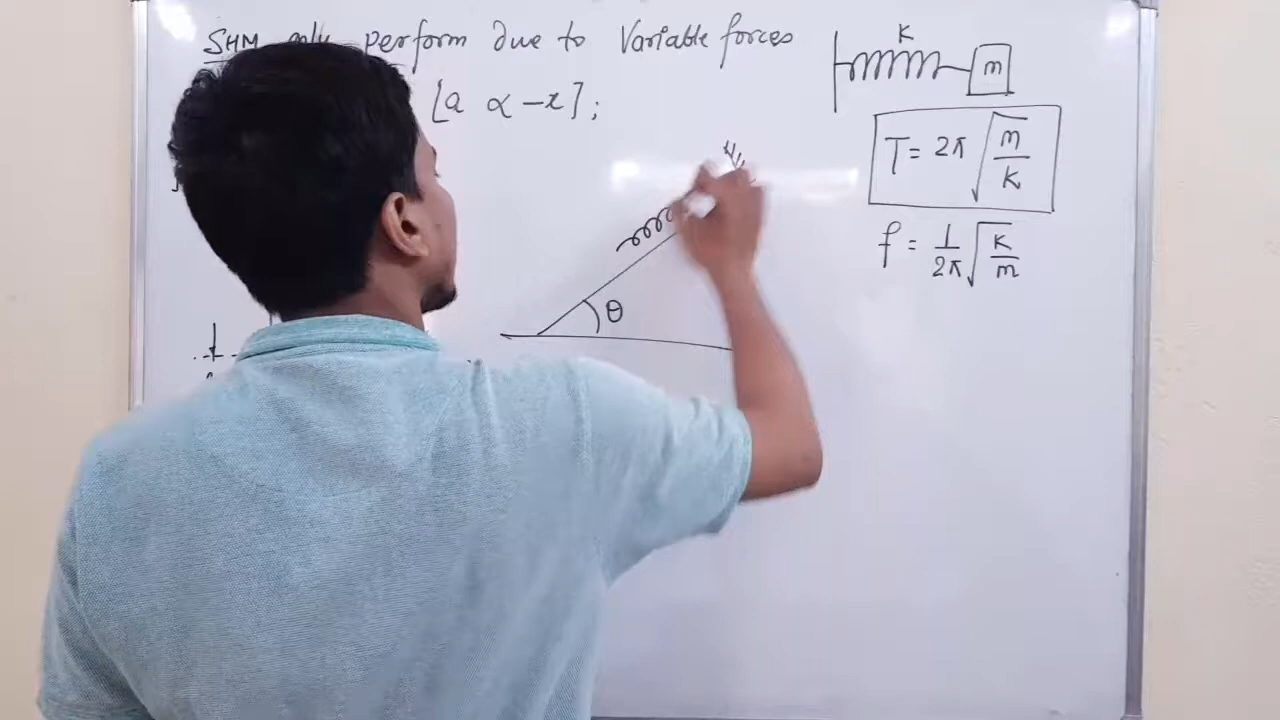 SHM only perform due to Variable forces
[a α -x];
K
m
T = 2π √(m/K)
f = 1/2π √(K/m)
θ